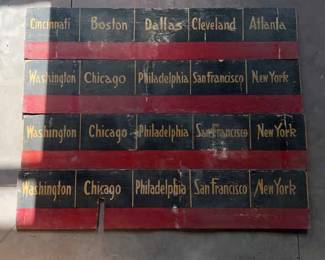 Cincinnati Boston Dallas Cleveland Atlanta
Washington Chicago Philadelphia San Francisco New York
Washington Chicago Philadelphia San Francisco New York
Washington Chicago Philadelphia San Francisco New York